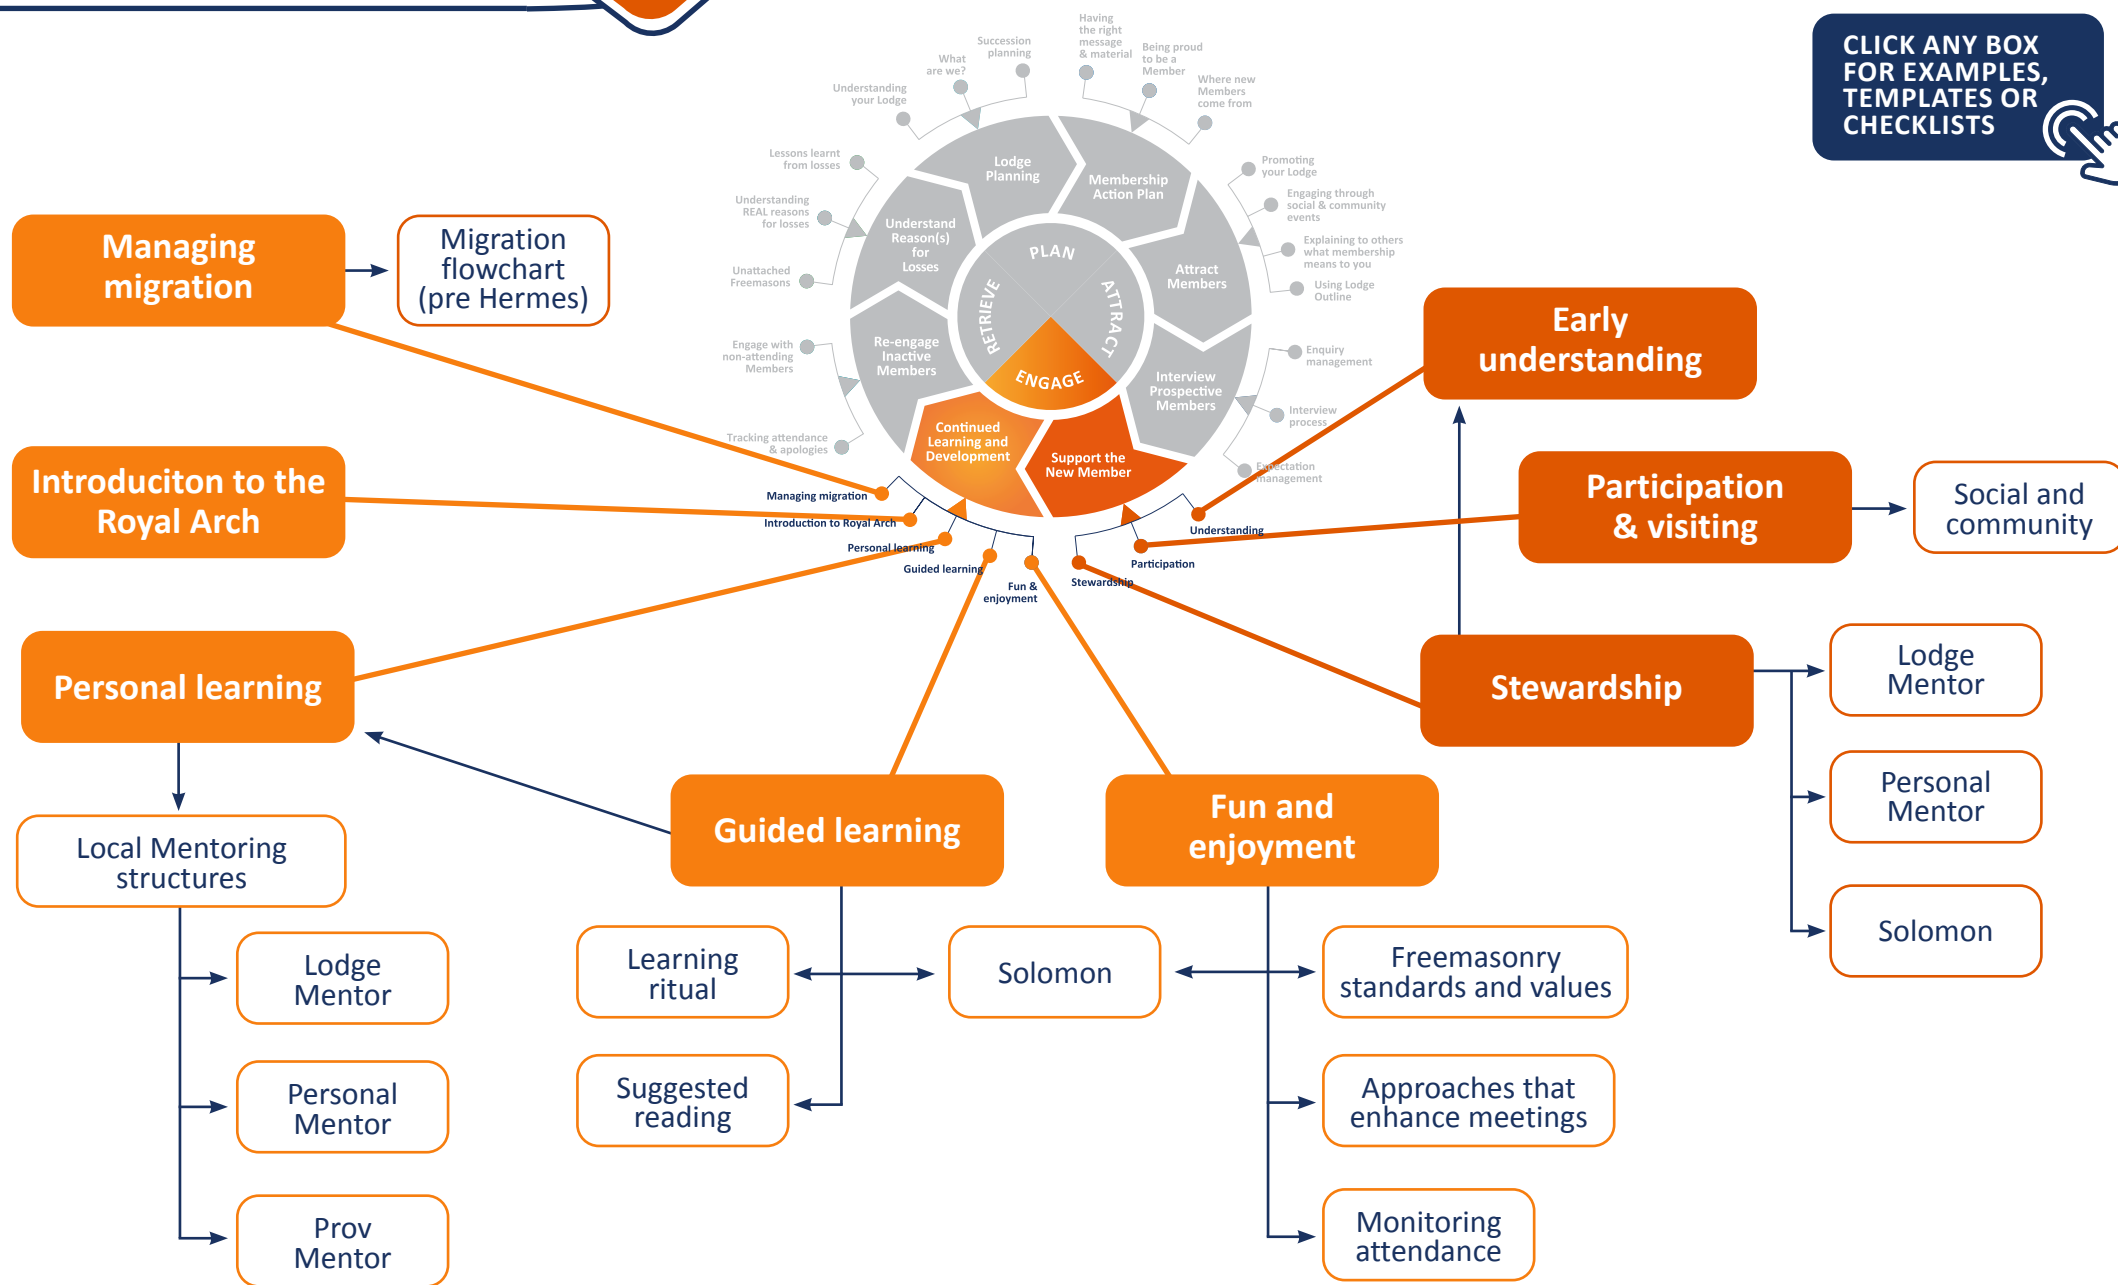 CLICK ANY BOX
FOR EXAMPLES,
TEMPLATES OR
CHECKLISTS
Having
the right
message
& material
Being proud
to be a
Member
Where new
Members
come from
Succession
planning
What
are we?
Understanding
your Lodge
Lessons learnt
from losses
Understanding
REAL reasons
for losses
Unattached
Freemasons
Engage with
non-attending
Members
Tracking attendance
& apologies
Promoting
your Lodge
Engaging through
social & community
events
Explaining to others
what membership
means to you
Using Lodge
Outline
Enquiry
management
Interview
process
Expectation
management
Lodge
Planning
Membership
Action Plan
Attract
Members
Interview
Prospective
Members
Support the
New Member
Continued
Learning and
Development
Re-engage
Inactive
Members
Understand
Reason(s)
for
Losses
PLAN
ATTRACT
ENGAGE
RETRIEVE
Managing migration
Introduction to Royal Arch
Personal learning
Guided learning
Fun &
enjoyment
Stewardship
Participation
Understanding
Managing
migration
Migration
flowchart
(pre Hermes)
Introduciton to the
Royal Arch
Personal learning
Local Mentoring
structures
Lodge
Mentor
Personal
Mentor
Prov
Mentor
Guided learning
Learning
ritual
Suggested
reading
Solomon
Fun and
enjoyment
Freemasonry
standards and values
Approaches that
enhance meetings
Monitoring
attendance
Early
understanding
Participation
& visiting
Social and
community
Stewardship
Lodge
Mentor
Personal
Mentor
Solomon